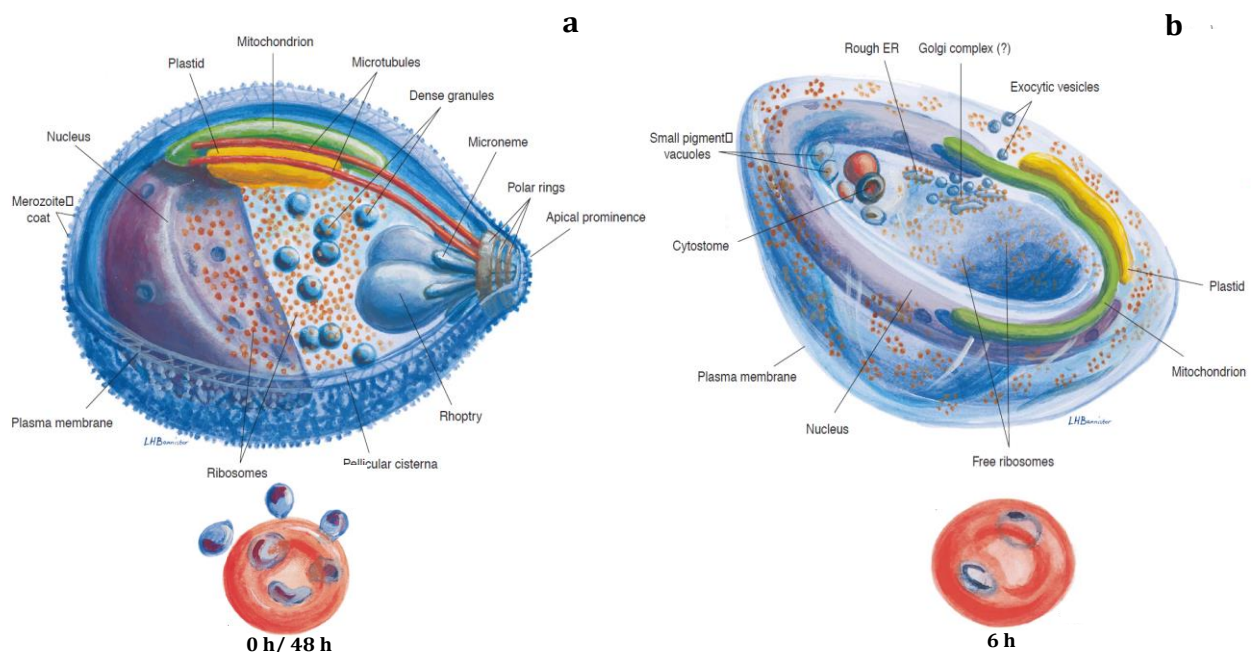 a
Mitochondrion
Plastid
Microtubules
Dense granules
Nucleus
Microneme
Polar rings
Merozoite□
coat
Apical prominence
Plasma membrane
LHBannister
Rhoptry
Ribosomes
Pellicular cisterna
0 h/ 48 h
b
Rough ER
Golgi complex (?)
Exocytic vesicles
Small pigment□
vacuoles
Cytostome
Plastid
Plasma membrane
Mitochondrion
Nucleus
LHBannister
Free ribosomes
6 h